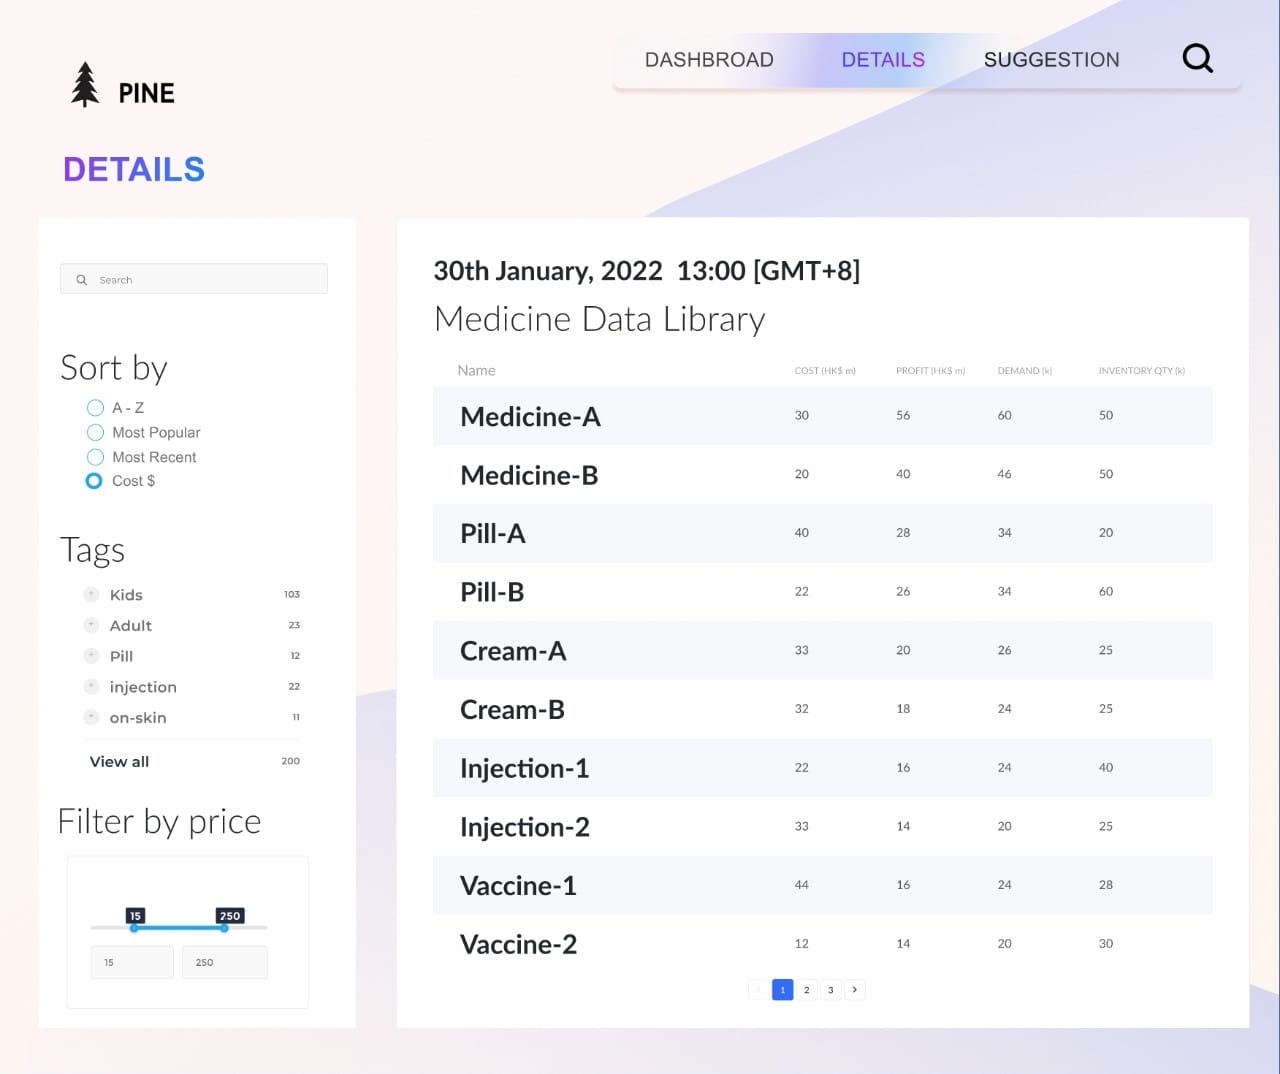 PINE
DASHBROAD DETAILS SUGGESTION
DETAILS
Search
Sort by
A - Z
Most Popular
Most Recent
Cost $
Tags
Kids 103
Adult 23
Pill 12
injection 22
on-skin 11
View all 200
Filter by price
15 250
15 250
30th January, 2022 13:00 [GMT+8]
Medicine Data Library
Name COST (HK$ m) PROFIT (HK$ m) DEMAND (k) INVENTORY QTY (k)
Medicine-A 30 56 60 50
Medicine-B 20 40 46 50
Pill-A 40 28 34 20
Pill-B 22 26 34 60
Cream-A 33 20 26 25
Cream-B 32 18 24 25
Injection-1 22 16 24 40
Injection-2 33 14 20 25
Vaccine-1 44 16 24 28
Vaccine-2 12 14 20 30
< 1 2 3 >